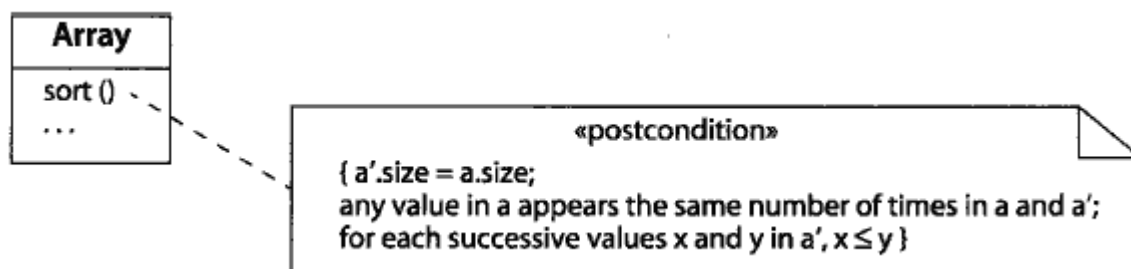 Array
sort ()
...
«postcondition»
{ a′.size = a.size;
any value in a appears the same number of times in a and a′;
for each successive values x and y in a′, x ≤ y }